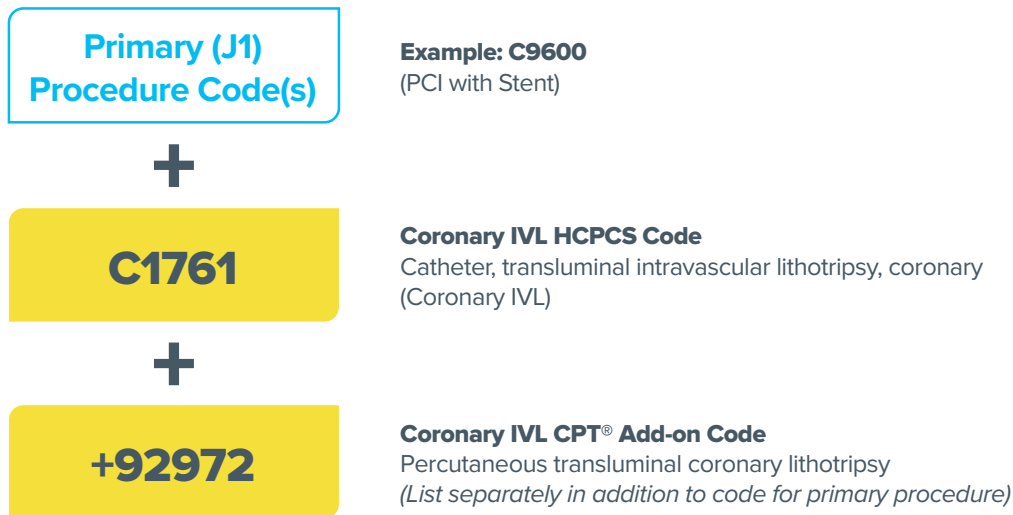 Primary (J1)
Procedure Code(s)
Example: C9600
(PCI with Stent)
+
C1761
Coronary IVL HCPCS Code
Catheter, transluminal intravascular lithotripsy, coronary
(Coronary IVL)
+
+92972
Coronary IVL CPT® Add-on Code
Percutaneous transluminal coronary lithotripsy
(List separately in addition to code for primary procedure)